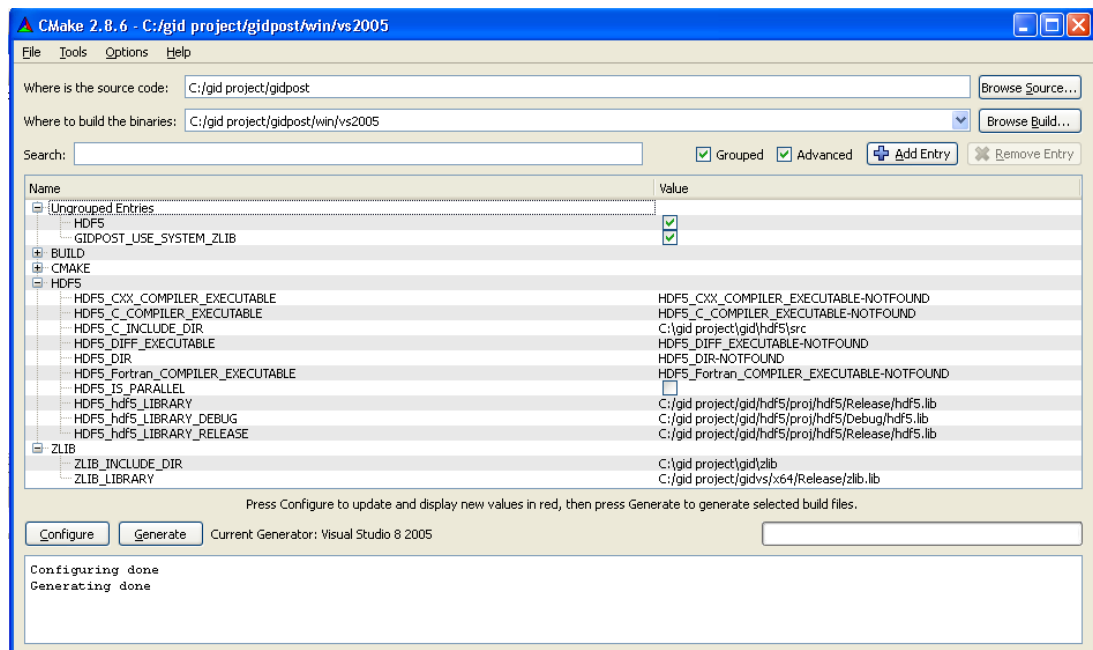 CMake 2.8.6 - C:/gid project/gidpost/win/vs2005
File Tools Options Help
Where is the source code: C:/gid project/gidpost Browse Source...
Where to build the binaries: C:/gid project/gidpost/win/vs2005 Browse Build...
Search: Grouped Advanced Add Entry Remove Entry
Name Value
Ungrouped Entries
HDF5
GIDPOST_USE_SYSTEM_ZLIB
BUILD
CMAKE
HDF5
HDF5_CXX_COMPILER_EXECUTABLE HDF5_CXX_COMPILER_EXECUTABLE-NOTFOUND
HDF5_C_COMPILER_EXECUTABLE HDF5_C_COMPILER_EXECUTABLE-NOTFOUND
HDF5_C_INCLUDE_DIR C:\gid project\gid\hdf5\src
HDF5_DIFF_EXECUTABLE HDF5_DIFF_EXECUTABLE-NOTFOUND
HDF5_DIR HDF5_DIR-NOTFOUND
HDF5_Fortran_COMPILER_EXECUTABLE HDF5_Fortran_COMPILER_EXECUTABLE-NOTFOUND
HDF5_IS_PARALLEL
HDF5_hdf5_LIBRARY C:/gid project/gid/hdf5/proj/hdf5/Release/hdf5.lib
HDF5_hdf5_LIBRARY_DEBUG C:/gid project/gid/hdf5/proj/hdf5/Debug/hdf5.lib
HDF5_hdf5_LIBRARY_RELEASE C:/gid project/gid/hdf5/proj/hdf5/Release/hdf5.lib
ZLIB
ZLIB_INCLUDE_DIR C:\gid project\gid\zlib
ZLIB_LIBRARY C:/gid project/gidvs/x64/Release/zlib.lib
Press Configure to update and display new values in red, then press Generate to generate selected build files.
Configure Generate Current Generator: Visual Studio 8 2005
Configuring done
Generating done